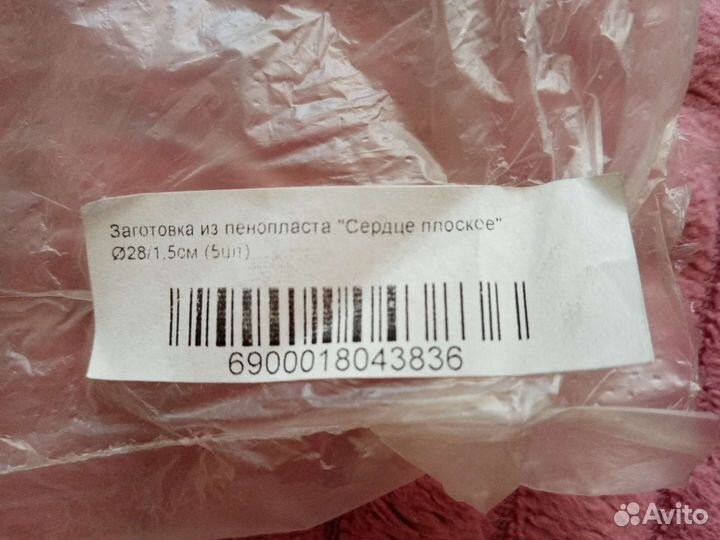 Заготовка из пенопласта "Сердце плоское"
Ø28/1,5см (5шт)
6900018043836
Avito